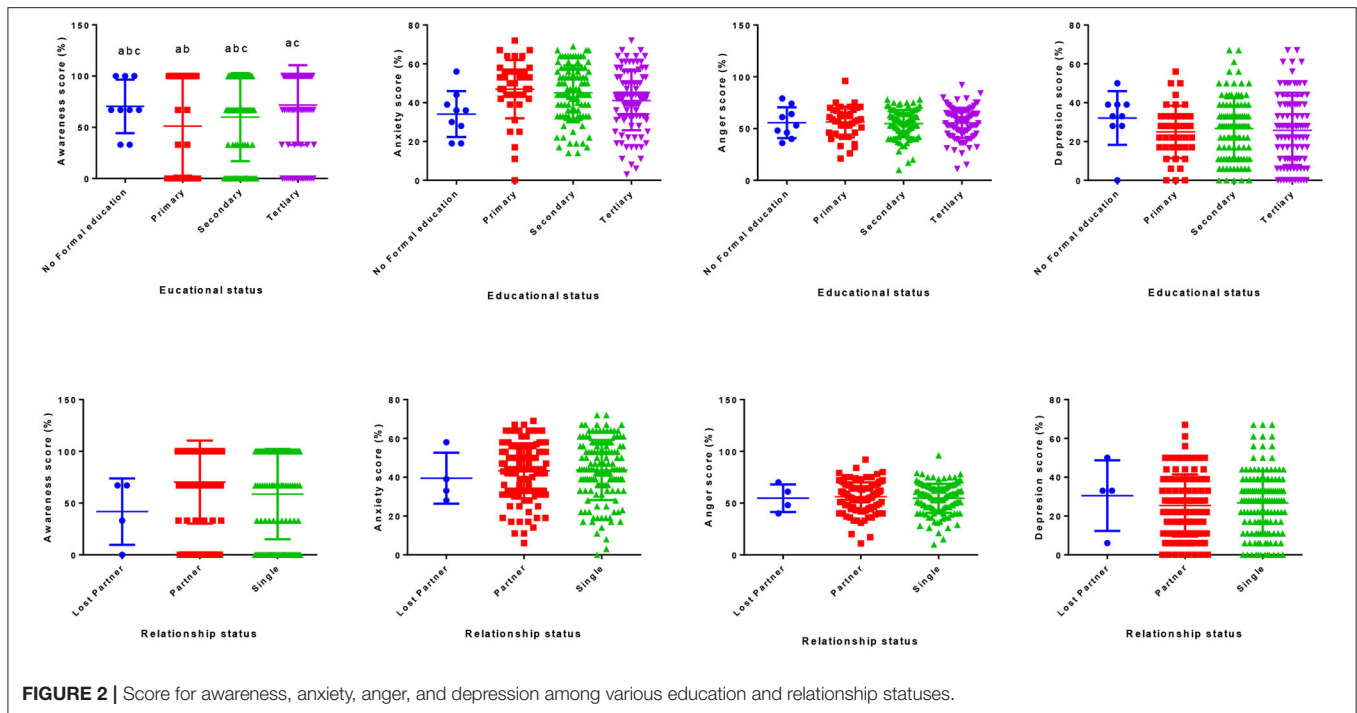 Awareness score (%)
150
100
50
0
abc
ab
abc
ac
No Formal education
Primary
Secondary
Tertiary
Eucational status
Anxiety score (%)
80
60
40
20
0
No Formal education
Primary
Secondary
Tertiary
Educational status
Anger score (%)
150
100
50
0
No Formal education
Primary
Secondary
Tertiary
Educational status
Depresion score (%)
80
60
40
20
0
No Formal education
Primary
Secondary
Tertiary
Educational status
Awareness score (%)
150
100
50
0
Lost Partner
Partner
Single
Relationship status
Anxiety score (%)
80
60
40
20
0
Lost Partner
Partner
Single
Relationship status
Anger score (%)
150
100
50
0
Lost Partner
Partner
Single
Relationship status
Depresion score (%)
80
60
40
20
0
Lost Partner
Partner
Single
Relationship status
FIGURE 2 | Score for awareness, anxiety, anger, and depression among various education and relationship statuses.